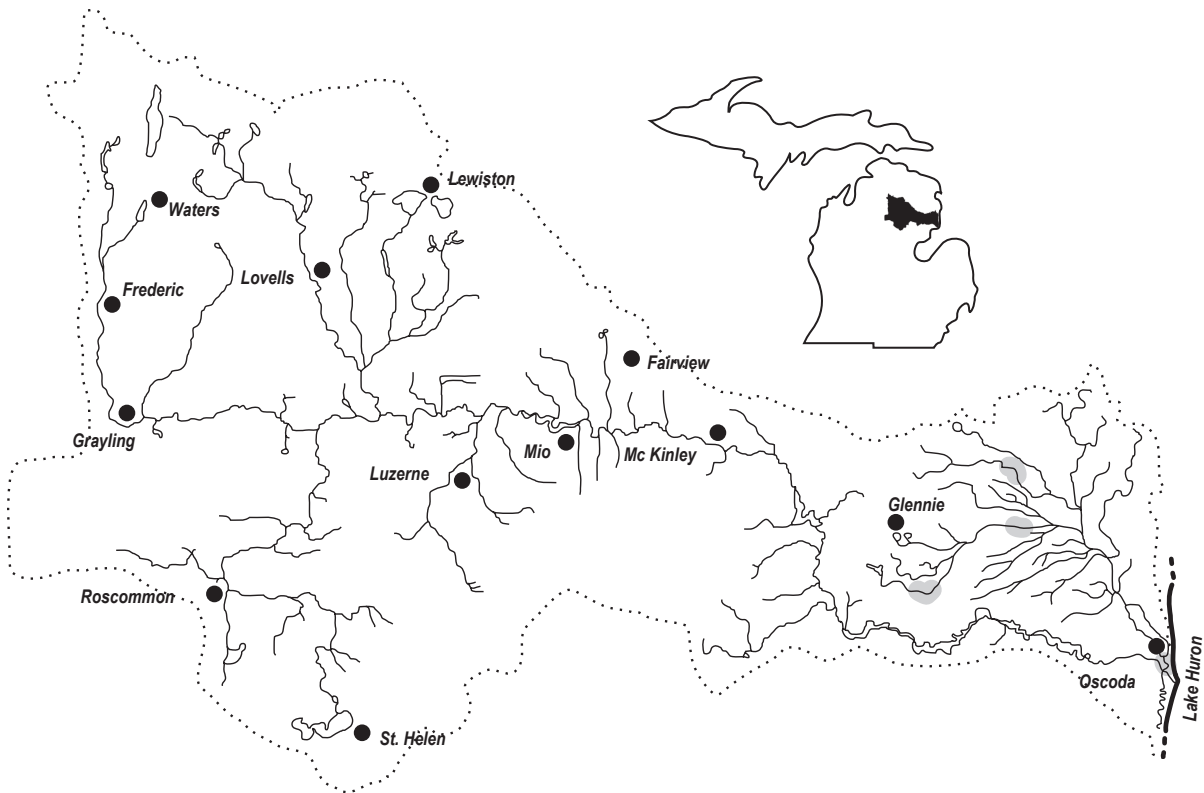 Lewiston
Waters
Lovells
Frederic
Fairview
Grayling
Mio
Mc Kinley
Luzerne
Glennie
Roscommon
Oscoda
Lake Huron
St. Helen